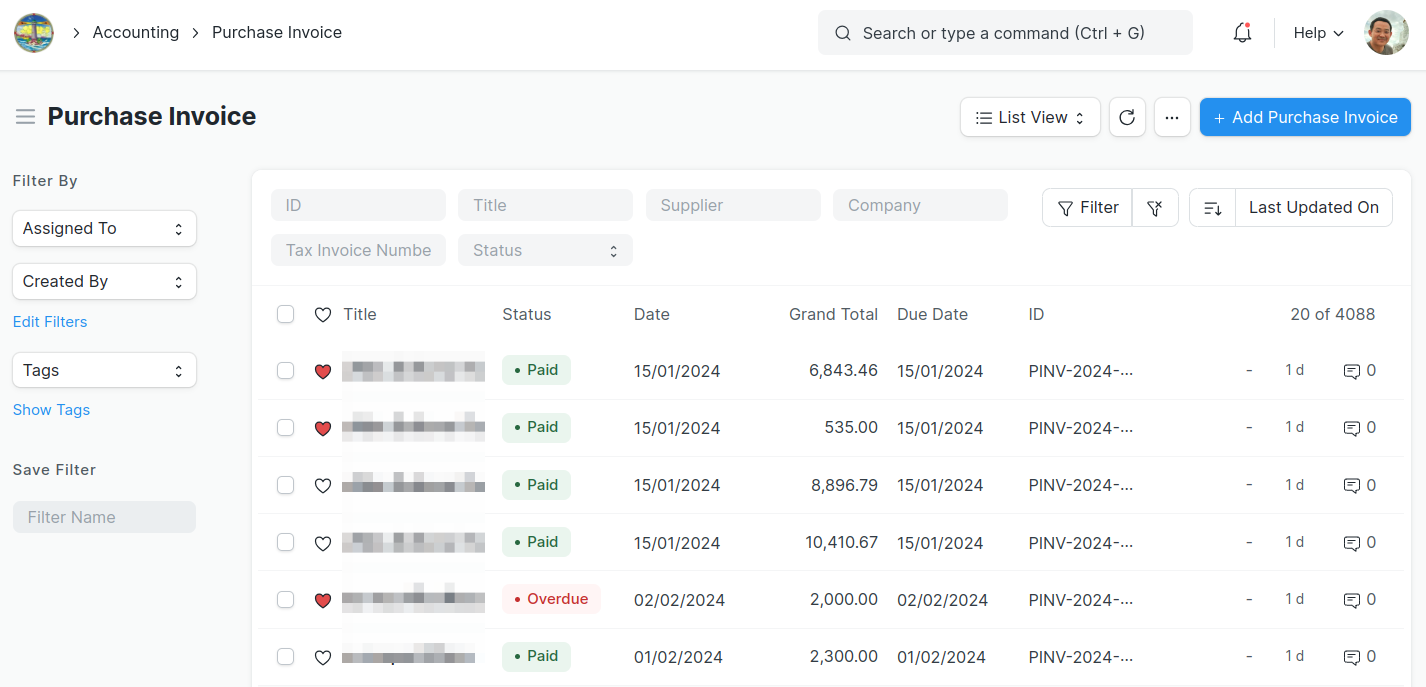 Accounting Purchase Invoice Search or type a command (Ctrl + G) Help
Purchase Invoice List View ... + Add Purchase Invoice
Filter By
Assigned To
Created By
Edit Filters
Tags
Show Tags
Save Filter
Filter Name
ID Title Supplier Company Filter Last Updated On
Tax Invoice Numbe Status
Title Status Date Grand Total Due Date ID 20 of 4088
Paid 15/01/2024 6,843.46 15/01/2024 PINV-2024-... - 1 d 0
Paid 15/01/2024 535.00 15/01/2024 PINV-2024-... - 1 d 0
Paid 15/01/2024 8,896.79 15/01/2024 PINV-2024-... - 1 d 0
Paid 15/01/2024 10,410.67 15/01/2024 PINV-2024-... - 1 d 0
Overdue 02/02/2024 2,000.00 02/02/2024 PINV-2024-... - 1 d 0
Paid 01/02/2024 2,300.00 01/02/2024 PINV-2024-... - 1 d 0